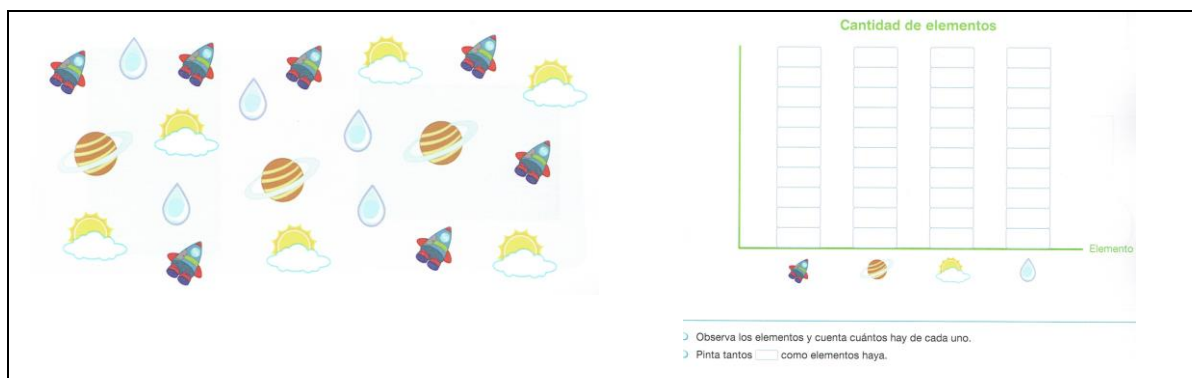 Cantidad de elementos
Elemento
Observa los elementos y cuenta cuántos hay de cada uno.
Pinta tantos como elementos haya.